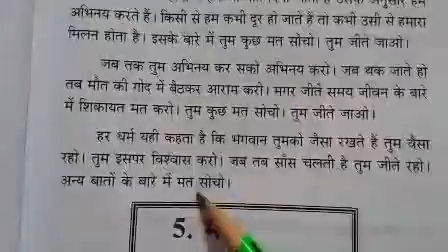 अभिनय करते हैं। किसी से हम कभी दूर हो जाते हैं तो कभी उसी से हमारा
मिलन होता है। इसके बारे में तुम कुछ मत सोचो। तुम जीते जाओ।
जब तक तुम अभिनय कर सको अभिनय करो। जब थक जाते हो
तब मौत की गोद में बैठकर आराम करो। मगर जीते समय जीवन के बारे
में शिकायत मत करो। तुम कुछ मत सोचो। तुम जीते जाओ।
हर धर्म यही कहता है कि भगवान तुमको जैसा रखते हैं तुम वैसा
रहो। तुम इसपर विश्वास करो। जब तब साँस चलती है तुम जीते रहो।
अन्य बातों के बारे में मत सोचो।
5.